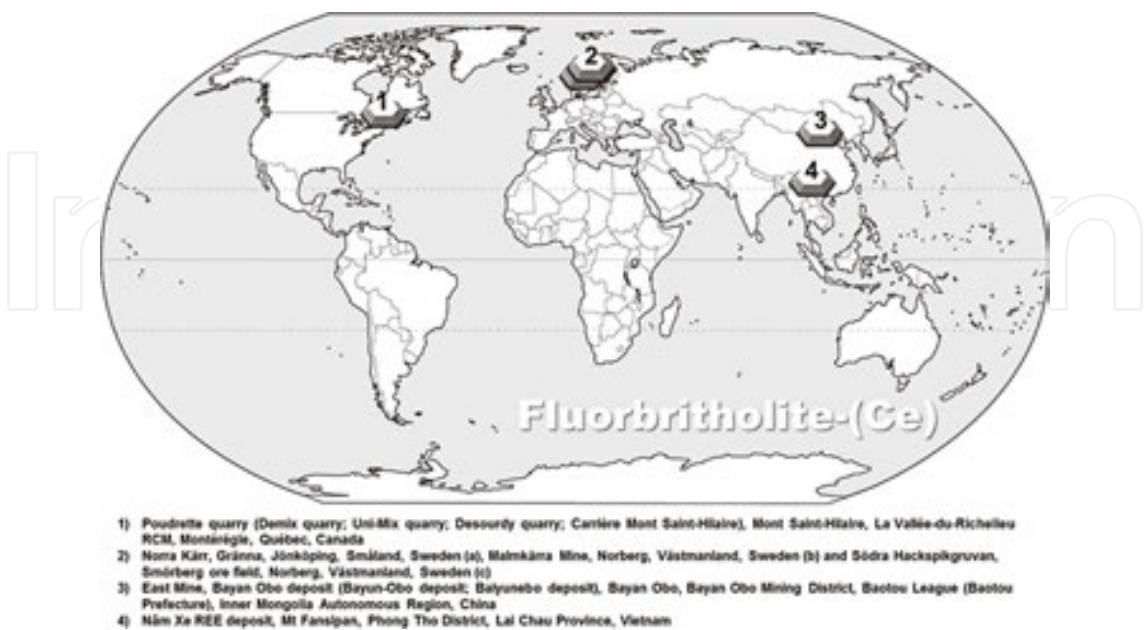 2
1
3
4
Fluorbritholite-(Ce)
1) Poudrette quarry (Demix quarry; Uni-Mix quarry; Desourdy quarry; Carrière Mont Saint-Hilaire), Mont Saint-Hilaire, La Vallée-du-Richelieu
RCM, Montérégie, Québec, Canada
2) Norra Kärr, Gränna, Jönköping, Småland, Sweden (a), Malmkärra Mine, Norberg, Västmanland, Sweden (b) and Södra Hackspikgruvan,
Smörberg ore field, Norberg, Västmanland, Sweden (c)
3) East Mine, Bayan Obo deposit (Bayun-Obo deposit; Baiyunebo deposit), Bayan Obo, Bayan Obo Mining District, Baotou League (Baotou
Prefecture), Inner Mongolia Autonomous Region, China
4) Nâm Xe REE deposit, Mt Fansipan, Phong Tho District, Lai Chau Province, Vietnam